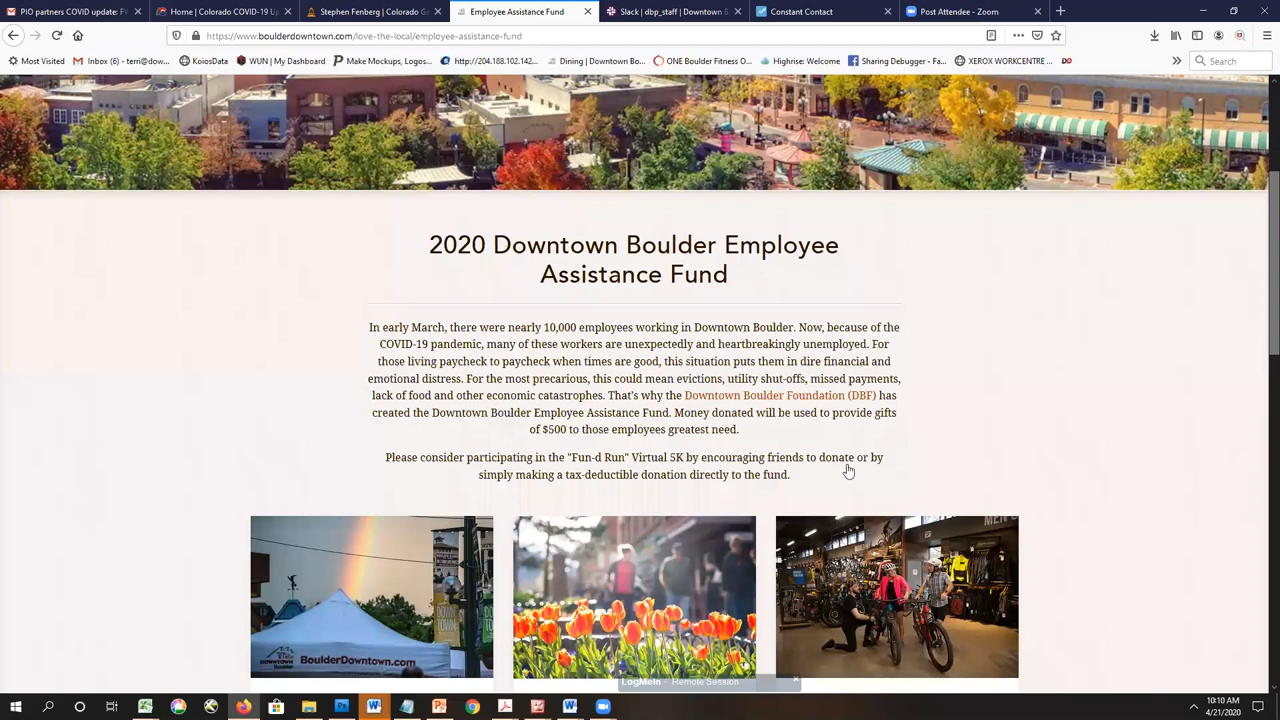 PIO partners COVID update: F
Home | Colorado COVID-19 Up
Stephen Fenberg | Colorado G
Employee Assistance Fund
Slack | dbp_staff | Downtown
Constant Contact
Post Attendee - Zoom
https://www.boulderdowntown.com/love-the-local/employee-assistance-fund
Most Visited
Inbox (6) - terri@dow...
KoiosData
WUN | My Dashboard
Make Mockups, Logos...
http://204.188.102.142...
Dining | Downtown Bo...
ONE Boulder Fitness O...
Highrise: Welcome
Sharing Debugger - Fa...
XEROX WORKCENTRE ...
Search
2020 Downtown Boulder Employee
Assistance Fund
In early March, there were nearly 10,000 employees working in Downtown Boulder. Now, because of the
COVID-19 pandemic, many of these workers are unexpectedly and heartbreakingly unemployed. For
those living paycheck to paycheck when times are good, this situation puts them in dire financial and
emotional distress. For the most precarious, this could mean evictions, utility shut-offs, missed payments,
lack of food and other economic catastrophes. That's why the Downtown Boulder Foundation (DBF) has
created the Downtown Boulder Employee Assistance Fund. Money donated will be used to provide gifts
of $500 to those employees greatest need.
Please consider participating in the "Fun-d Run" Virtual 5K by encouraging friends to donate or by
simply making a tax-deductible donation directly to the fund.
DOWNTOWN
BoulderDowntown.com
MEN'S
LogMeIn - Remote Session
10:10 AM
4/21/2020